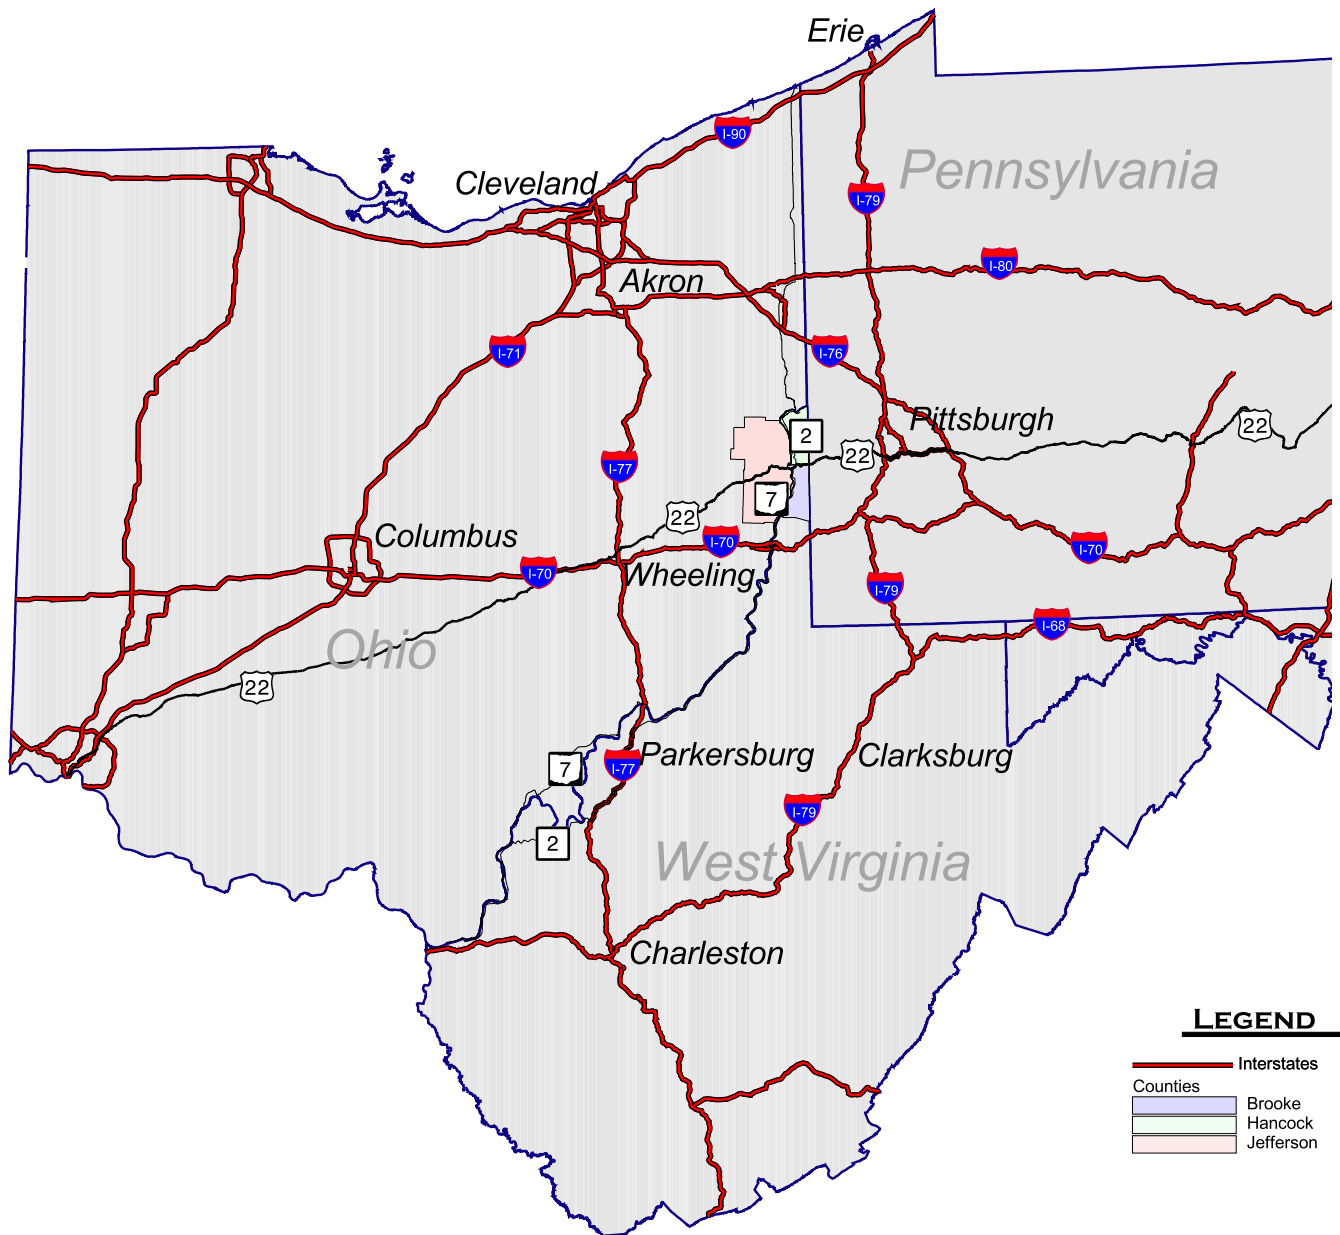 Erie
I-90
Pennsylvania
Cleveland
I-79
I-80
Akron
I-71
I-76
Pittsburgh
2
22
22
I-77
7
22
Columbus
I-70
I-70
Wheeling
I-70
I-79
I-68
Ohio
22
Parkersburg
Clarksburg
7
I-77
I-79
2
West Virginia
Charleston
LEGEND
Interstates
Counties
Brooke
Hancock
Jefferson